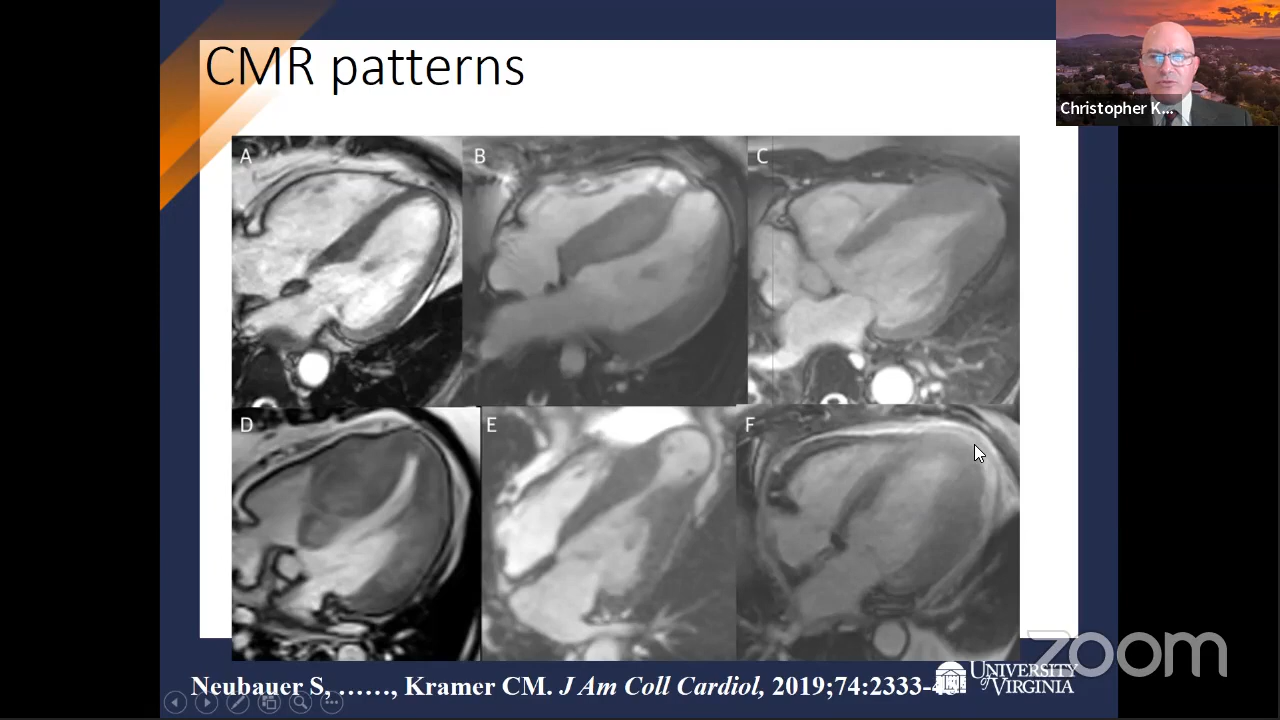 CMR patterns
Christopher K...
A
B
C
D
E
F
Neubauer S, ……, Kramer CM. J Am Coll Cardiol, 2019;74:2333-4
UNIVERSITY
of VIRGINIA
zoom